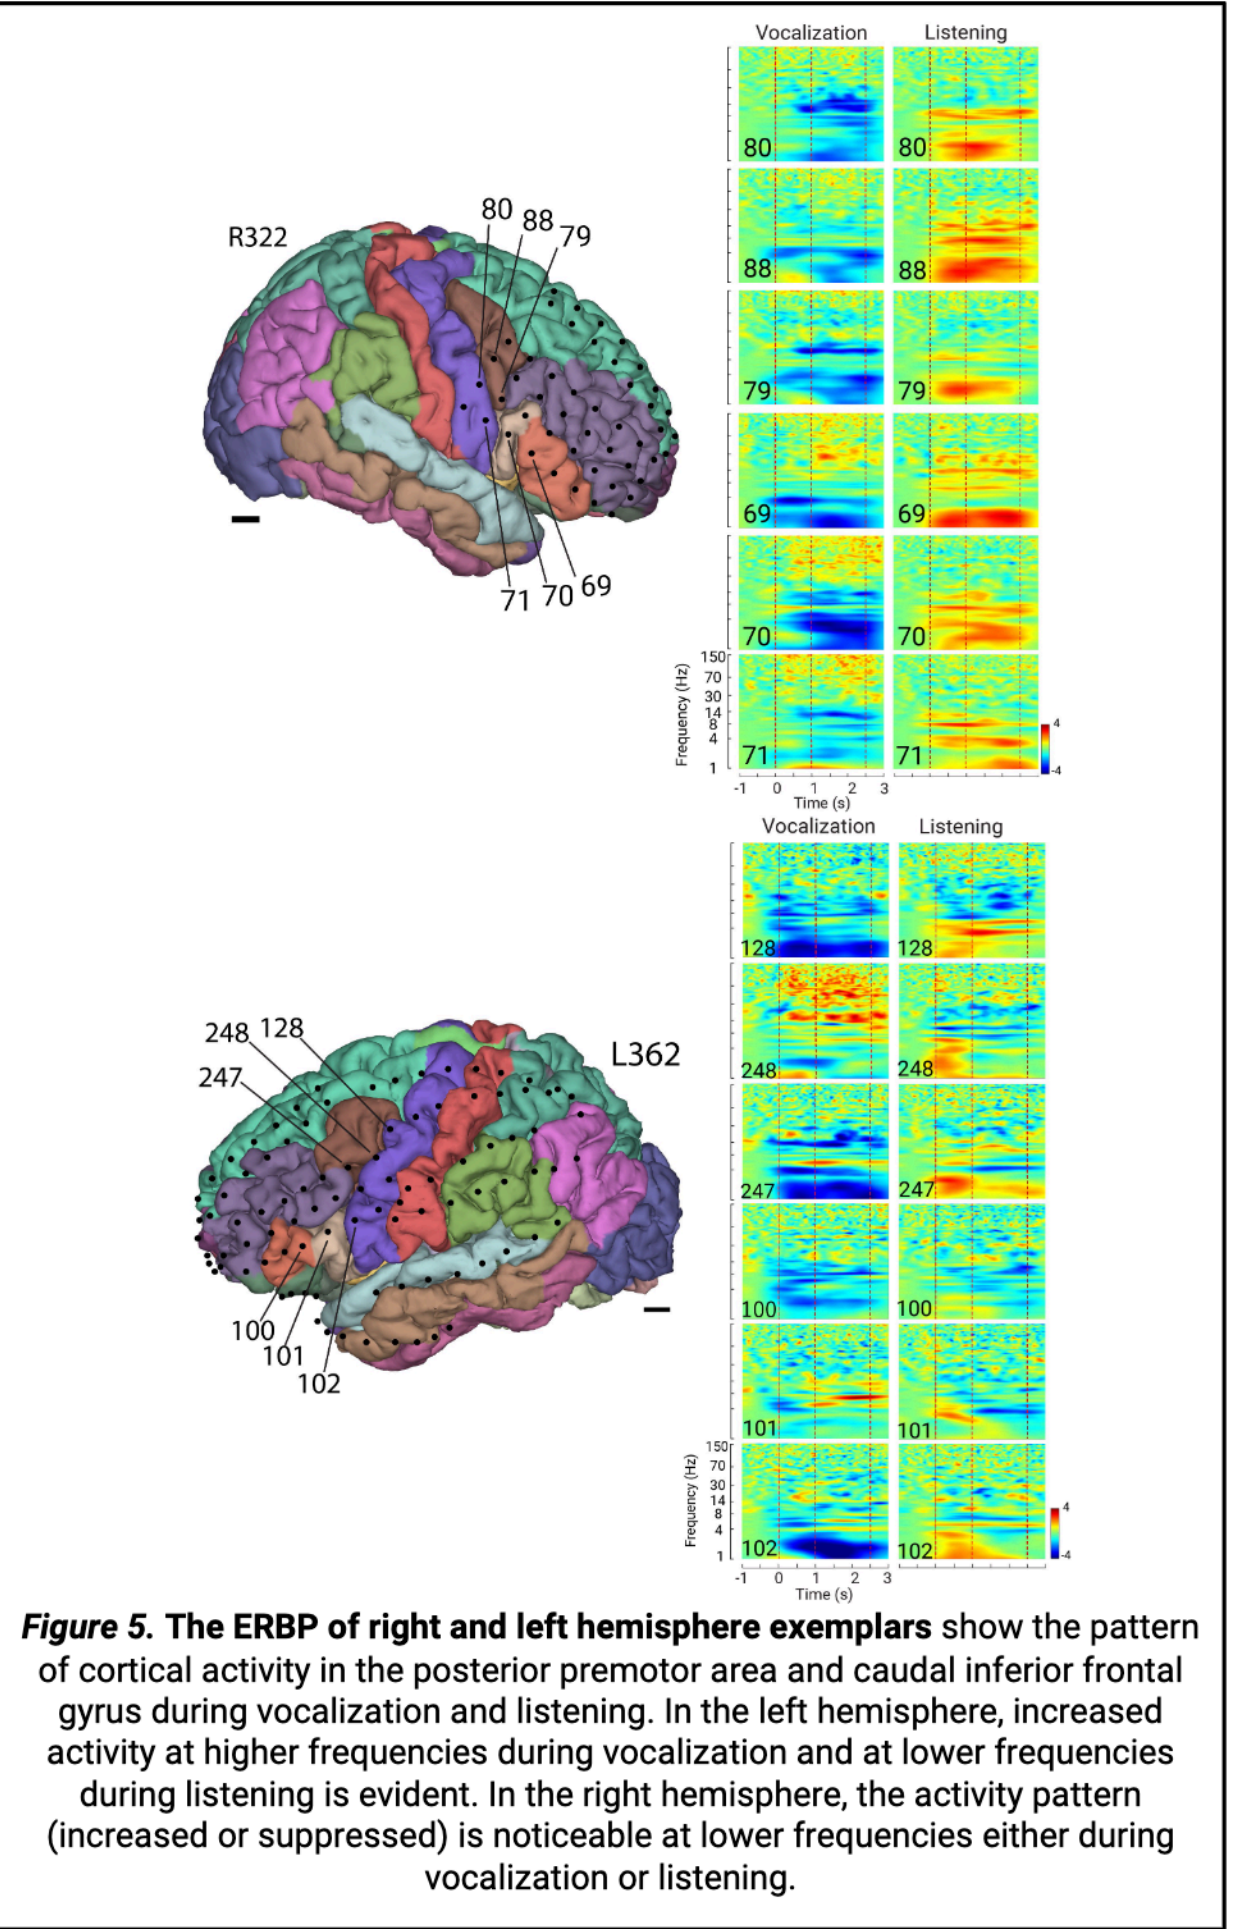 Vocalization Listening
80 80
88 88
79 79
69 69
70 70
71 71
R322
80 88 79
71 70 69
Frequency (Hz)
150
70
30
14
8
4
1
4
-4
-1 0 1 2 3
Time (s)
Vocalization Listening
128 128
248 248
247 247
100 100
101 101
102 102
248 128
247
L362
100
101
102
Frequency (Hz)
150
70
30
14
8
4
1
4
-4
-1 0 1 2 3
Time (s)
Figure 5. The ERBP of right and left hemisphere exemplars show the pattern
of cortical activity in the posterior premotor area and caudal inferior frontal
gyrus during vocalization and listening. In the left hemisphere, increased
activity at higher frequencies during vocalization and at lower frequencies
during listening is evident. In the right hemisphere, the activity pattern
(increased or suppressed) is noticeable at lower frequencies either during
vocalization or listening.